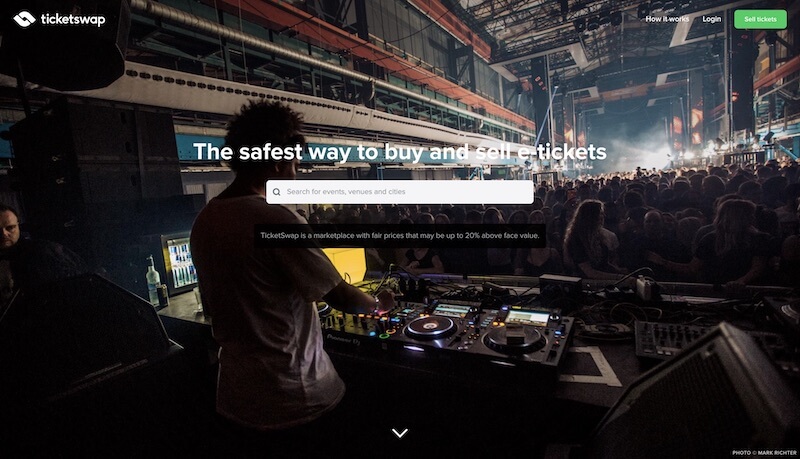 ticketswap
How it works
Login
Sell tickets
The safest way to buy and sell e-tickets
Search for events, venues and cities
TicketSwap is a marketplace with fair prices that may be up to 20% above face value.
PHOTO © MARK RICHTER